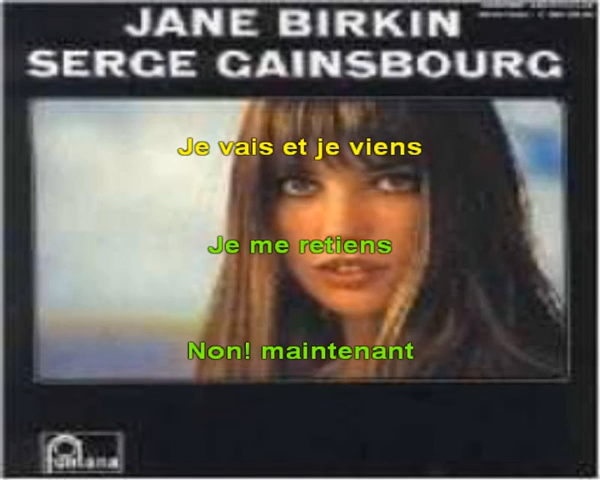 JANE BIRKIN
SERGE GAINSBOURG
Je vais et je viens
Je me retiens
Non! maintenant
Fontana